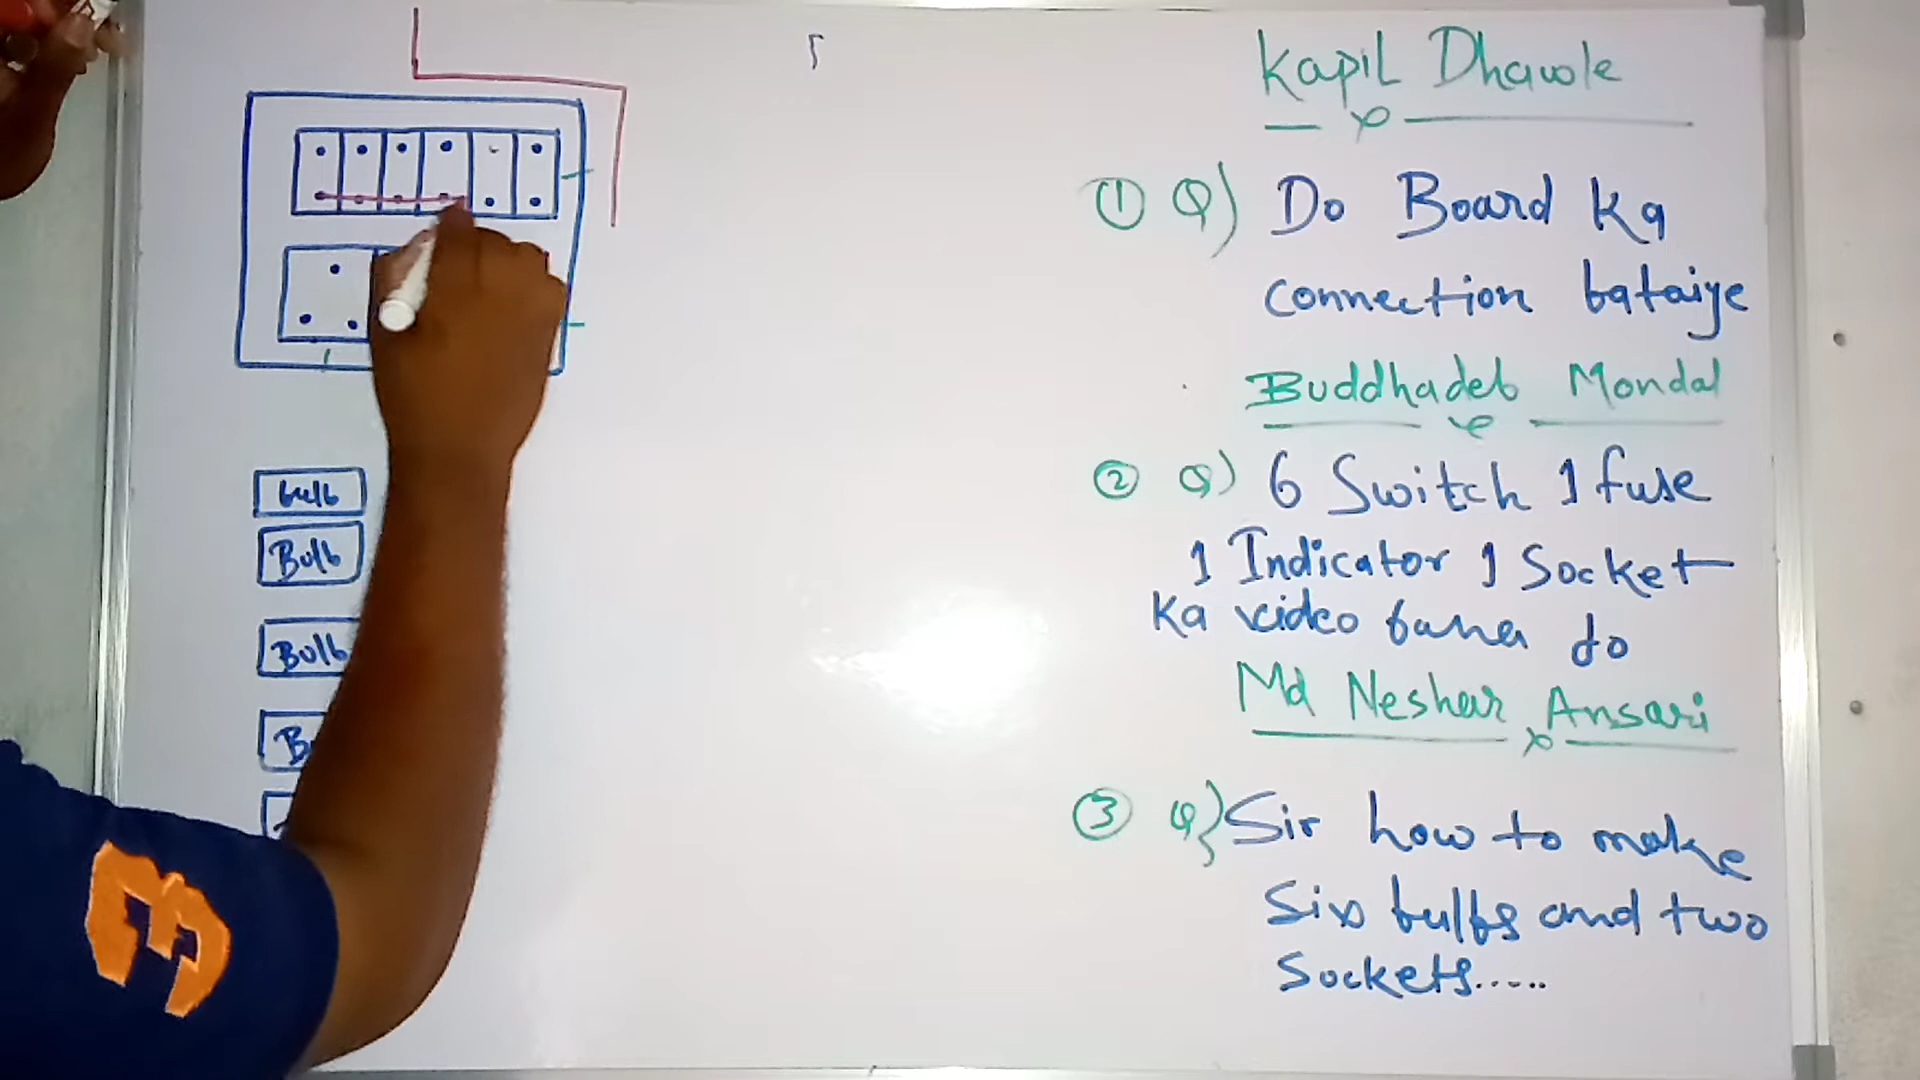 Kapil Dhavole
① Q) Do Board Ka
connection bataiye
Buddhadeb Mondal
② Q) 6 Switch 1 fuse
1 Indicator 1 Socket
Ka video bana do
Md Neshar Ansari
③ Q} Sir how to make
Six bulbs and two
Sockets.....
bulb
Bulb
Bulb
3